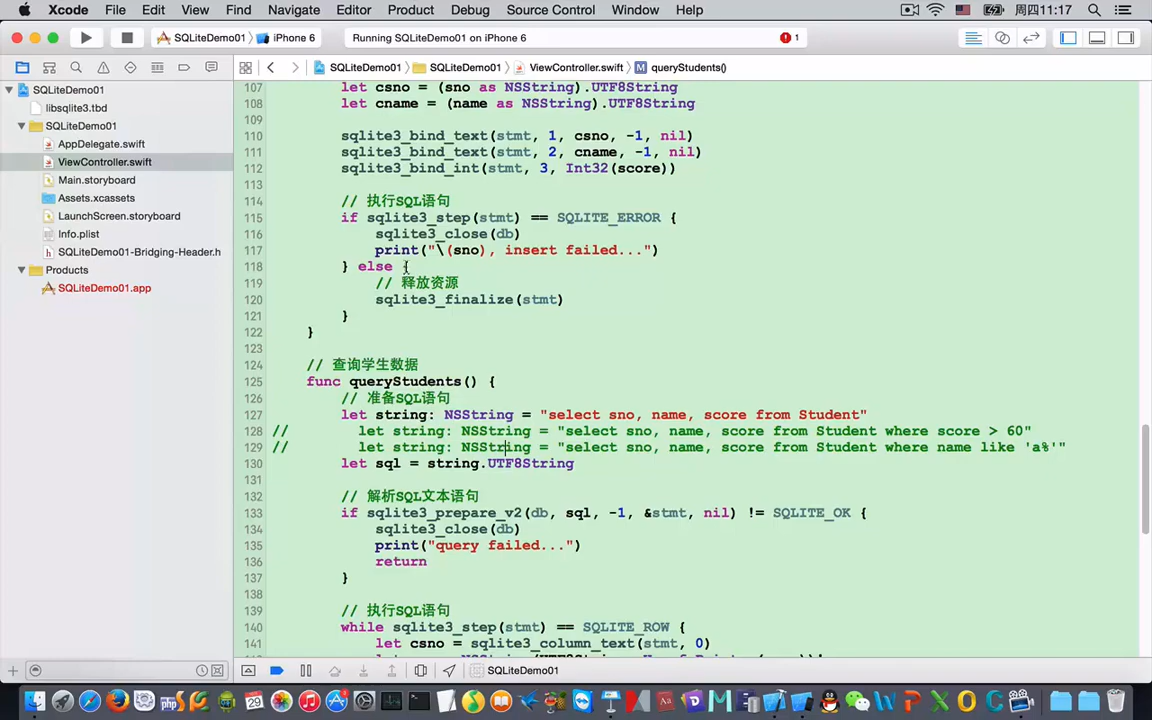 Xcode File Edit View Find Navigate Editor Product Debug Source Control Window Help 周四11:17
SQLiteDemo01 iPhone 6 Running SQLiteDemo01 on iPhone 6 1
SQLiteDemo01 SQLiteDemo01 ViewController.swift M queryStudents()
SQLiteDemo01
libsqlite3.tbd
SQLiteDemo01
AppDelegate.swift
ViewController.swift
Main.storyboard
Assets.xcassets
LaunchScreen.storyboard
Info.plist
SQLiteDemo01-Bridging-Header.h
Products
SQLiteDemo01.app
107 let csno = (sno as NSString).UTF8String
108 let cname = (name as NSString).UTF8String
109
110 sqlite3_bind_text(stmt, 1, csno, -1, nil)
111 sqlite3_bind_text(stmt, 2, cname, -1, nil)
112 sqlite3_bind_int(stmt, 3, Int32(score))
113
114 // 执行SQL语句
115 if sqlite3_step(stmt) == SQLITE_ERROR {
116 sqlite3_close(db)
117 print("\(sno), insert failed...")
118 } else {
119 // 释放资源
120 sqlite3_finalize(stmt)
121 }
122 }
123
124 // 查询学生数据
125 func queryStudents() {
126 // 准备SQL语句
127 let string: NSString = "select sno, name, score from Student"
128 // let string: NSString = "select sno, name, score from Student where score > 60"
129 // let string: NSString = "select sno, name, score from Student where name like 'a%'"
130 let sql = string.UTF8String
131
132 // 解析SQL文本语句
133 if sqlite3_prepare_v2(db, sql, -1, &stmt, nil) != SQLITE_OK {
134 sqlite3_close(db)
135 print("query failed...")
136 return
137 }
138
139 // 执行SQL语句
140 while sqlite3_step(stmt) == SQLITE_ROW {
141 let csno = sqlite3_column_text(stmt, 0)
SQLiteDemo01